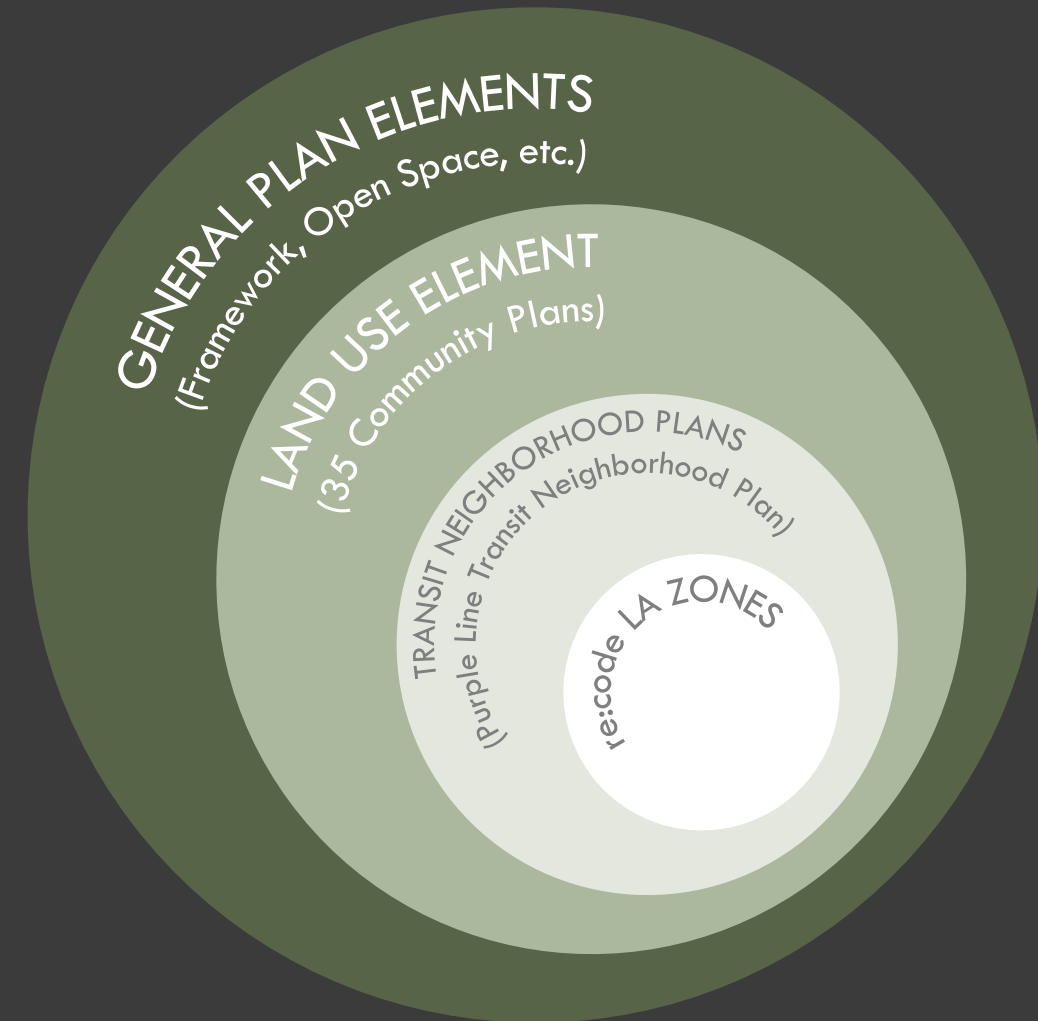 GENERAL PLAN ELEMENTS
(Framework, Open Space, etc.)
LAND USE ELEMENT
(35 Community Plans)
TRANSIT NEIGHBORHOOD PLANS
(Purple Line Transit Neighborhood Plan)
re:code LA ZONES